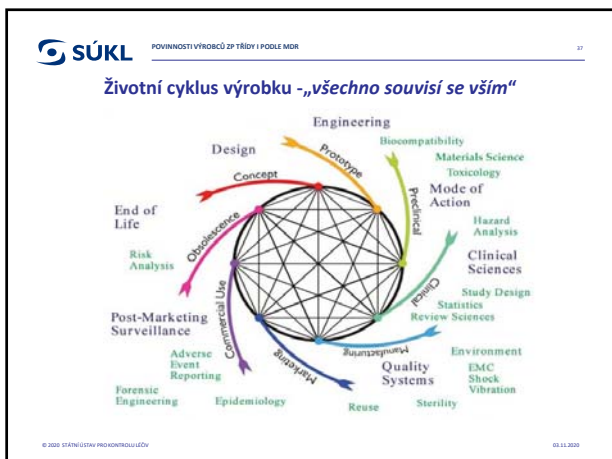 SÚKL
POVINNOSTI VÝROBCŮ ZP TŘÍDY I PODLE MDR
37
Životní cyklus výrobku -„všechno souvisí se vším“
Engineering
Design
Prototype
Biocompatibility
Materials Science
Toxicology
Concept
Preclinical
Mode of
Action
End of
Life
Obsolescence
Hazard
Analysis
Risk
Analysis
Clinical
Sciences
Clinical
Study Design
Statistics
Review Sciences
Post-Marketing
Surveillance
Commercial Use
Manufacturing
Marketing
Quality
Systems
Environment
EMC
Shock
Vibration
Adverse
Event
Reporting
Forensic
Engineering
Epidemiology
Reuse
Sterility
© 2020 STÁTNÍ ÚSTAV PRO KONTROLU LÉČIV
03.11.2020